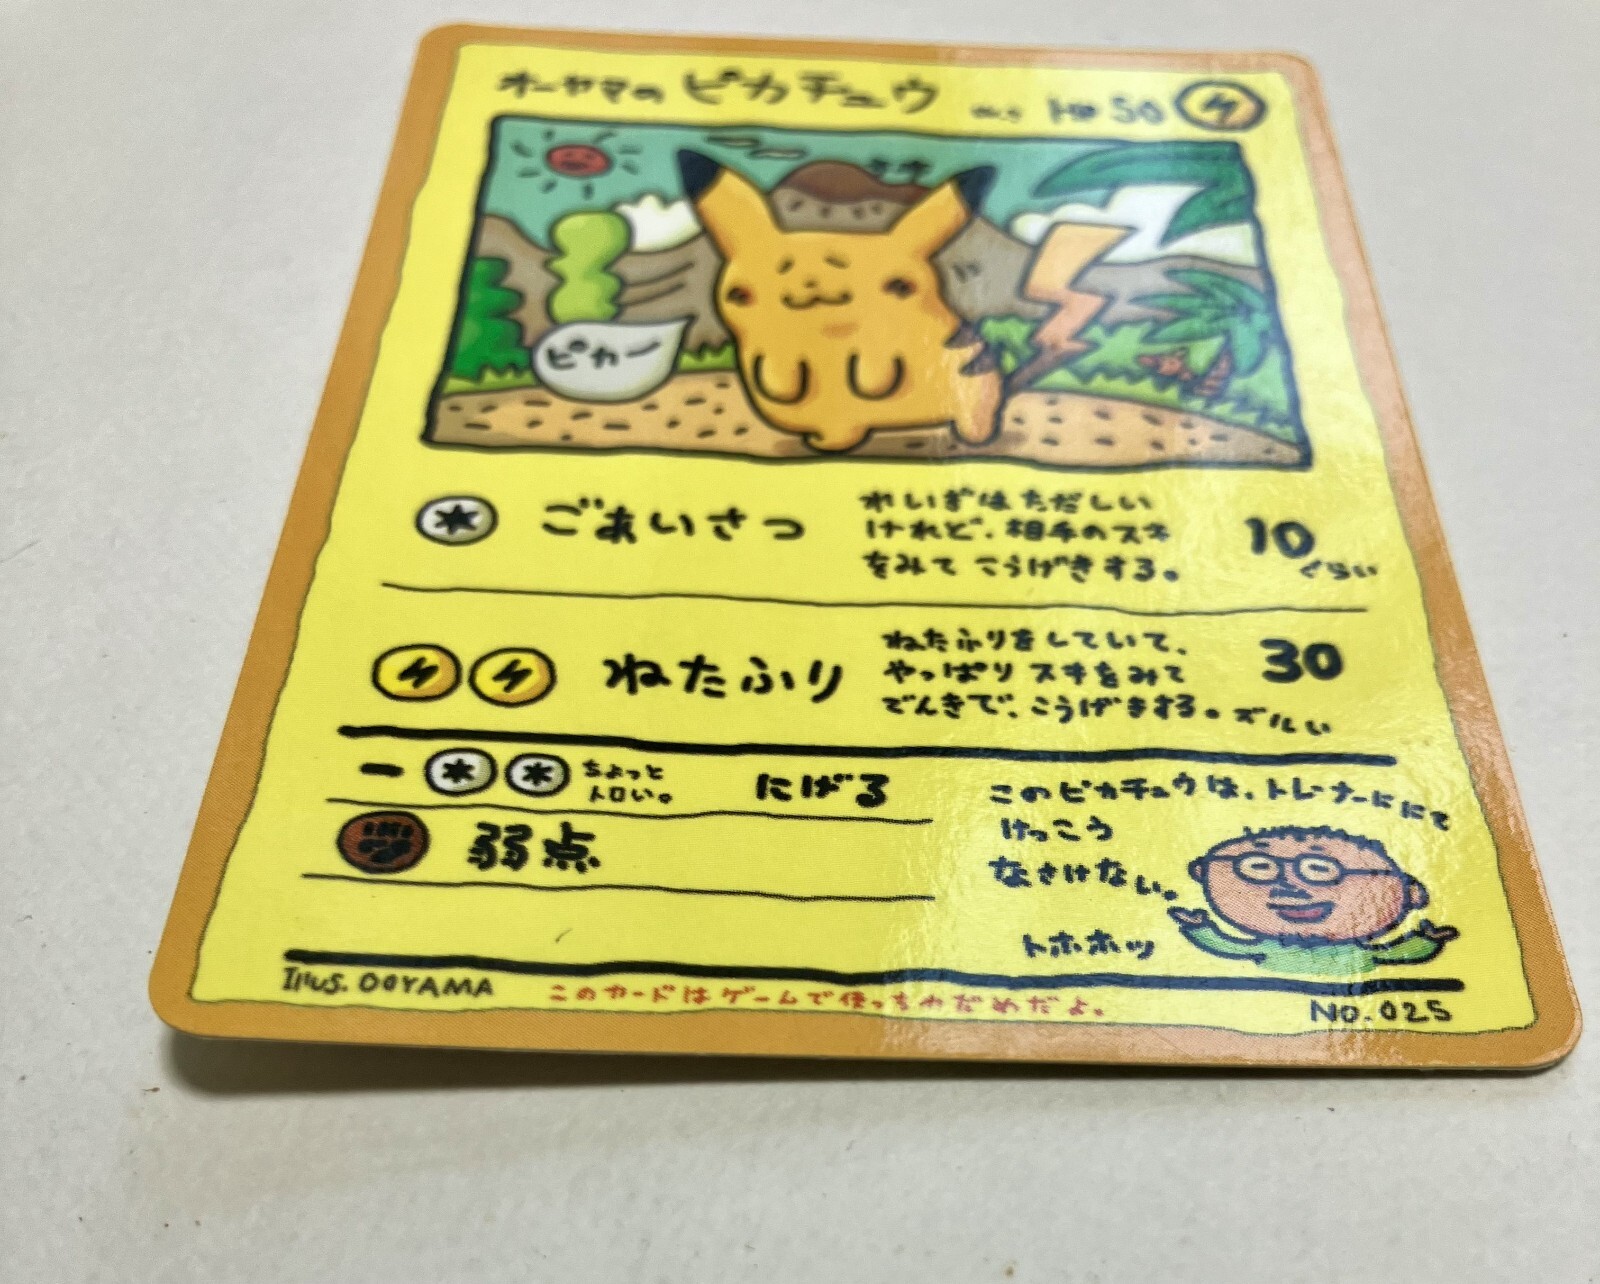 オーヤマの ピカチュウ HP 50
ピカー
ごあいさつ
れいぎはただしい
けれど、相手のスキ
をみて こうげきする。
10
ぐらい
ねたふり
ねたふりをしていて、
やっぱり スキをみて
でんきで、こうげきする。ズルい
30
ー
ちょっと
トロい。
にげる
弱点
このピカチュウは、トレーナーににて
けっこう
なさけない。
トホホッ
Illus. OOYAMA
このカードはゲームで使っちゃだめだよ。
NO. 025